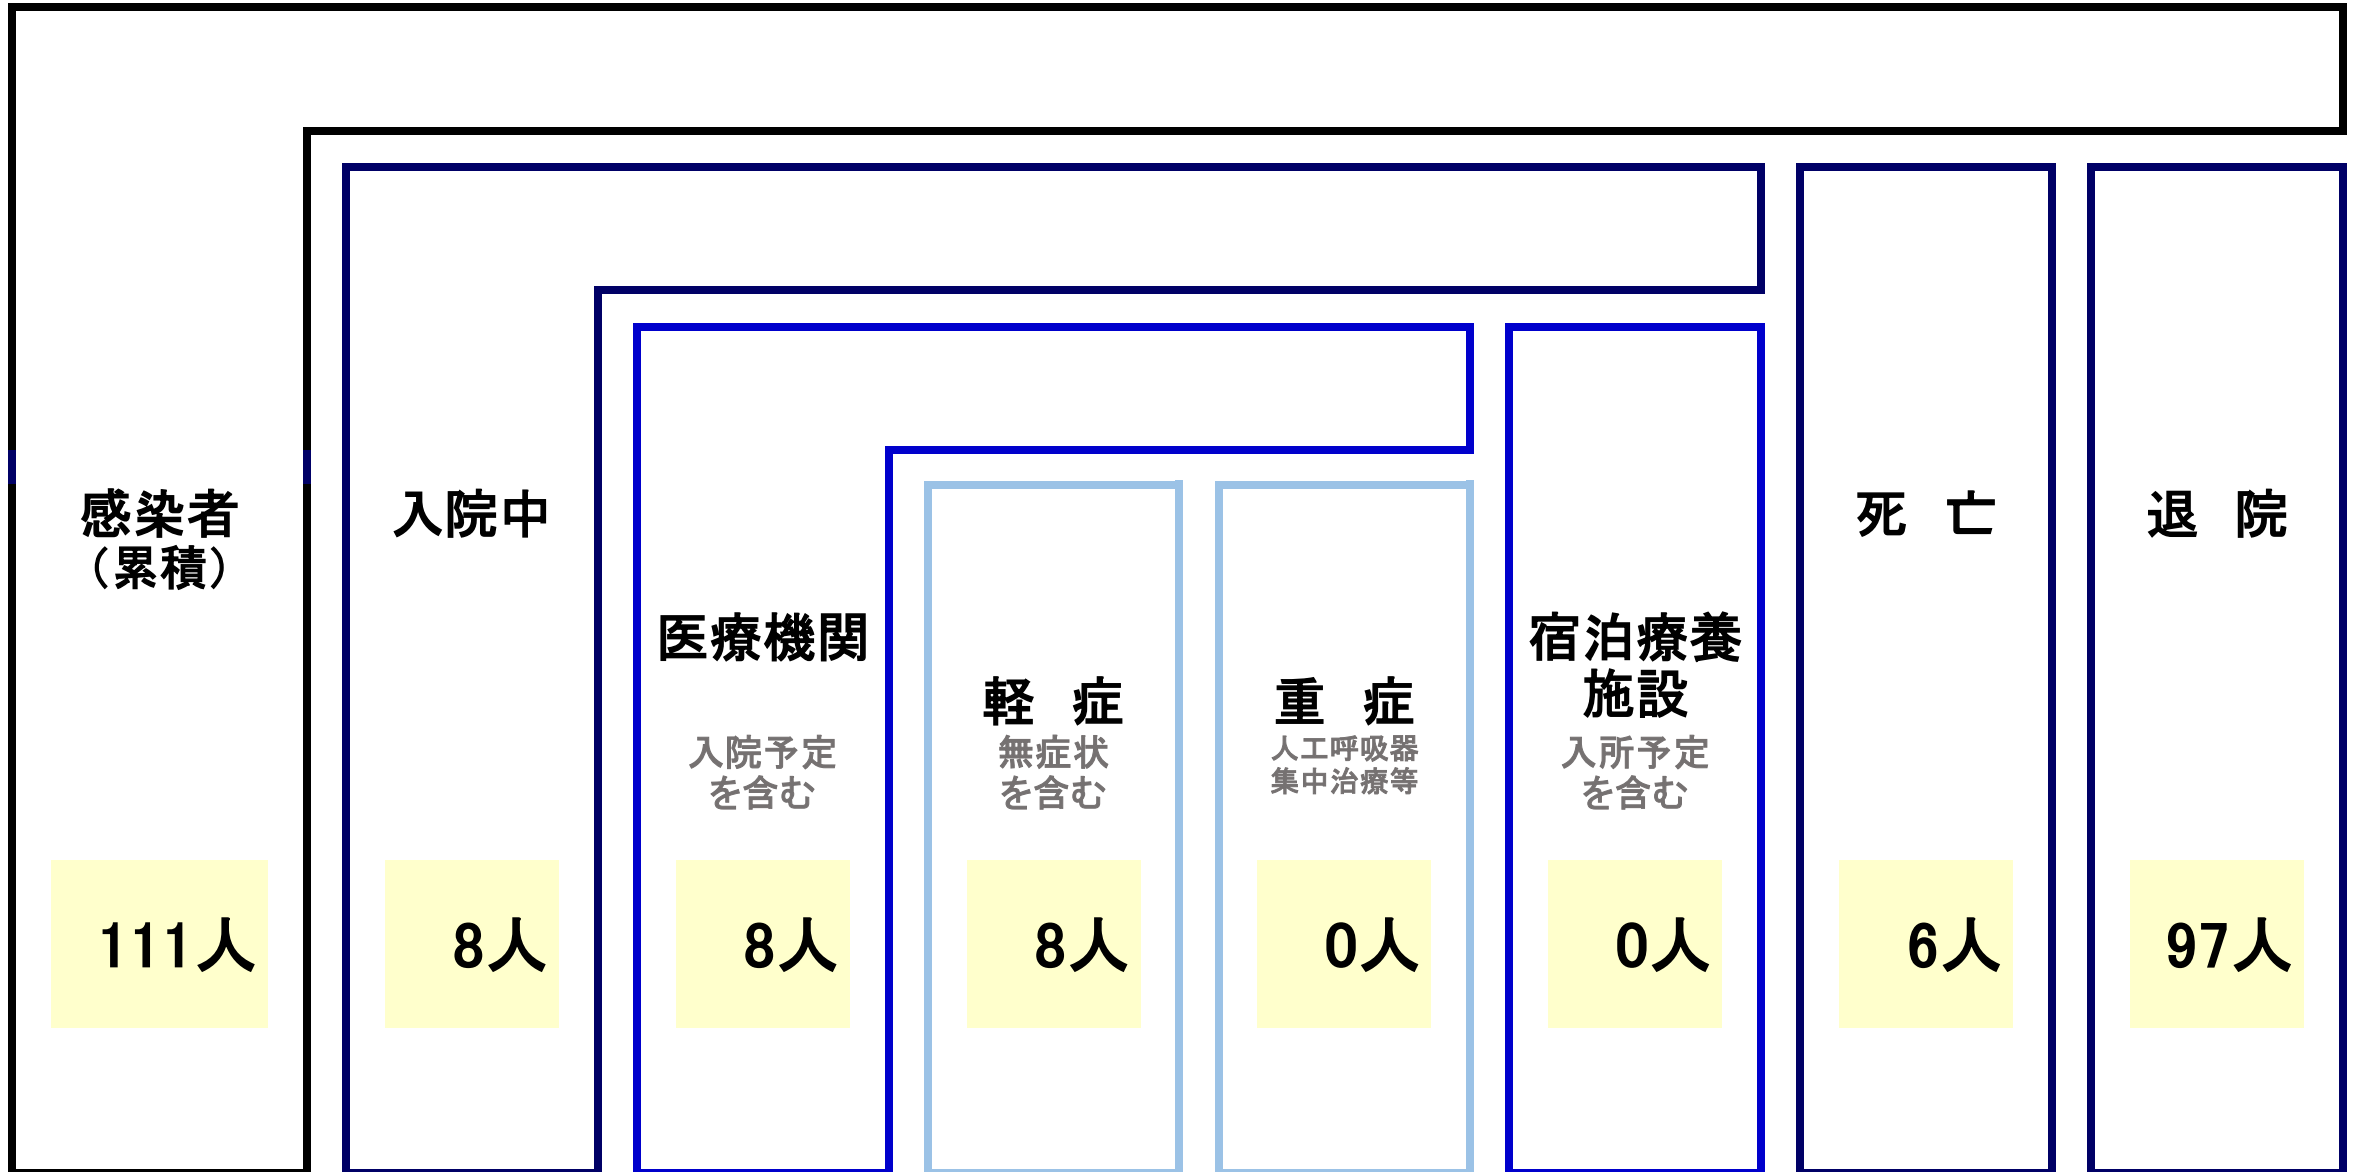 感染者
（累積）
111人
入院中
8人
医療機関
入院予定
を含む
8人
軽 症
無症状
を含む
8人
重 症
人工呼吸器
集中治療等
0人
宿泊療養
施設
入所予定
を含む
0人
死 亡
6人
退 院
97人